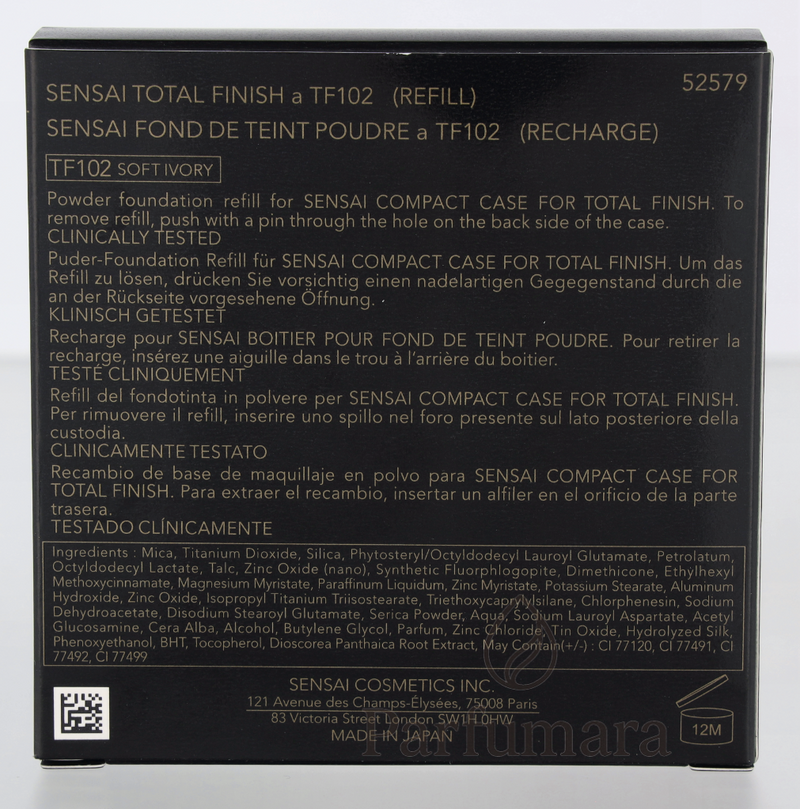 52579
SENSAI TOTAL FINISH a TF102 (REFILL)
SENSAI FOND DE TEINT POUDRE a TF102 (RECHARGE)
TF102 SOFT IVORY
Powder foundation refill for SENSAI COMPACT CASE FOR TOTAL FINISH. To
remove refill, push with a pin through the hole on the back side of the case.
CLINICALLY TESTED
Puder-Foundation Refill für SENSAI COMPACT CASE FOR TOTAL FINISH. Um das
Refill zu lösen, drücken Sie vorsichtig einen nadelartigen Gegegenstand durch die
an der Rückseite vorgesehene Öffnung.
KLINISCH GETESTET
Recharge pour SENSAI BOITIER POUR FOND DE TEINT POUDRE. Pour retirer la
recharge, insérez une aiguille dans le trou à l'arrière du boitier.
TESTÉ CLINIQUEMENT
Refill del fondotinta in polvere per SENSAI COMPACT CASE FOR TOTAL FINISH.
Per rimuovere il refill, inserire uno spillo nel foro presente sul lato posteriore della
custodia.
CLINICAMENTE TESTATO
Recambio de base de maquillaje en polvo para SENSAI COMPACT CASE FOR
TOTAL FINISH. Para extraer el recambio, insertar un alfiler en el orificio de la parte
trasera.
TESTADO CLÍNICAMENTE
Ingredients : Mica, Titanium Dioxide, Silica, Phytosteryl/Octyldodecyl Lauroyl Glutamate, Petrolatum,
Octyldodecyl Lactate, Talc, Zinc Oxide (nano), Synthetic Fluorphlogopite, Dimethicone, Ethylhexyl
Methoxycinnamate, Magnesium Myristate, Paraffinum Liquidum, Zinc Myristate, Potassium Stearate, Aluminum
Hydroxide, Zinc Oxide, Isopropyl Titanium Triisostearate, Triethoxycaprylylsilane, Chlorphenesin, Sodium
Dehydroacetate, Disodium Stearoyl Glutamate, Serica Powder, Aqua, Sodium Lauroyl Aspartate, Acetyl
Glucosamine, Cera Alba, Alcohol, Butylene Glycol, Parfum, Zinc Chloride, Tin Oxide, Hydrolyzed Silk,
Phenoxyethanol, BHT, Tocopherol, Dioscorea Panthaica Root Extract, May Contain(+/-) : CI 77120, CI 77491, CI
77492, CI 77499
SENSAI COSMETICS INC.
121 Avenue des Champs-Élysées, 75008 Paris
83 Victoria Street London SW1H 0HW
MADE IN JAPAN
12M
Parfumara